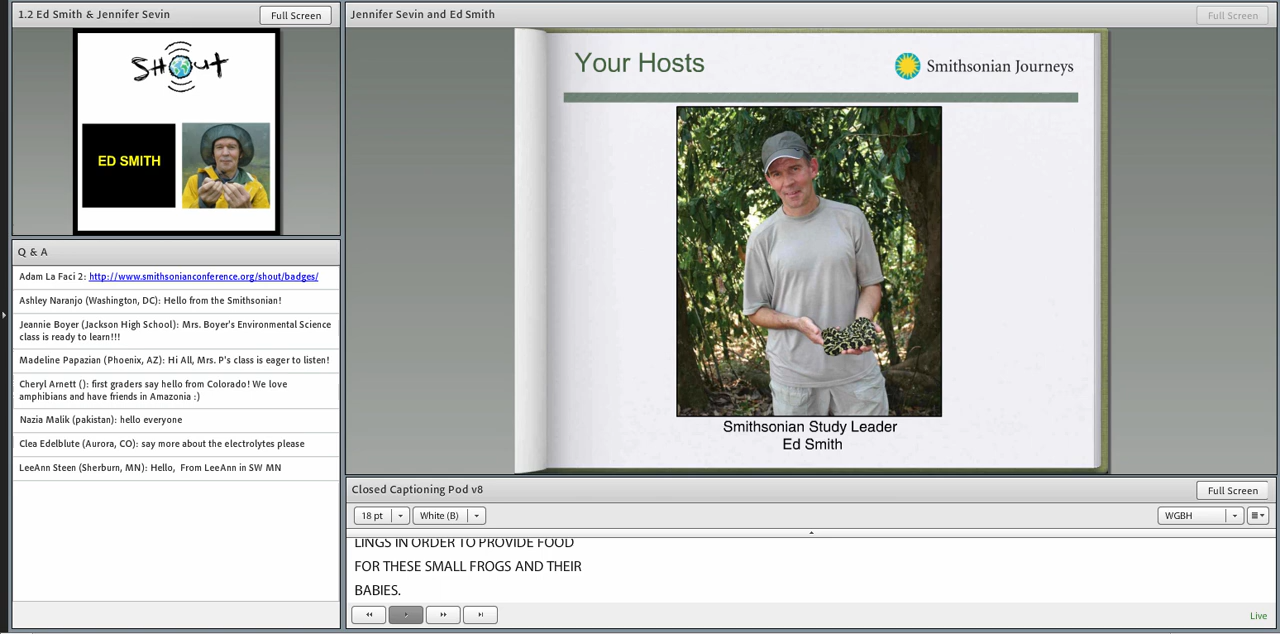 1.2 Ed Smith & Jennifer Sevin
Full Screen
SHOUT
ED SMITH
Q & A
Adam La Faci 2: http://www.smithsonianconference.org/shout/badges/
Ashley Naranjo (Washington, DC): Hello from the Smithsonian!
Jeannie Boyer (Jackson High School): Mrs. Boyer's Environmental Science
class is ready to learn!!!
Madeline Papazian (Phoenix, AZ): Hi All, Mrs. P's class is eager to listen!
Cheryl Arnett (): first graders say hello from Colorado! We love
amphibians and have friends in Amazonia :)
Nazia Malik (pakistan): hello everyone
Clea Edelblute (Aurora, CO): say more about the electrolytes please
LeeAnn Steen (Sherburn, MN): Hello,  From LeeAnn in SW MN
Jennifer Sevin and Ed Smith
Full Screen
Your Hosts
Smithsonian Journeys
Smithsonian Study Leader
Ed Smith
Closed Captioning Pod v8
Full Screen
18 pt
White (B)
WGBH
LINGS IN ORDER TO PROVIDE FOOD
FOR THESE SMALL FROGS AND THEIR
BABIES.
Live